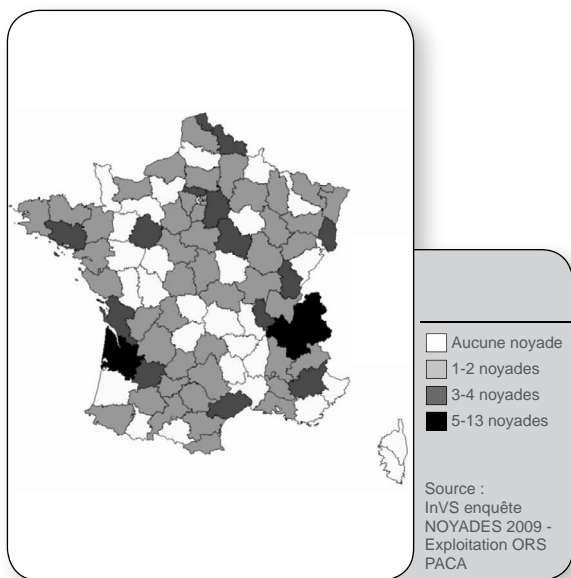 Aucune noyade
1-2 noyades
3-4 noyades
5-13 noyades
Source :
InVS enquête
NOYADES 2009 -
Exploitation ORS
PACA